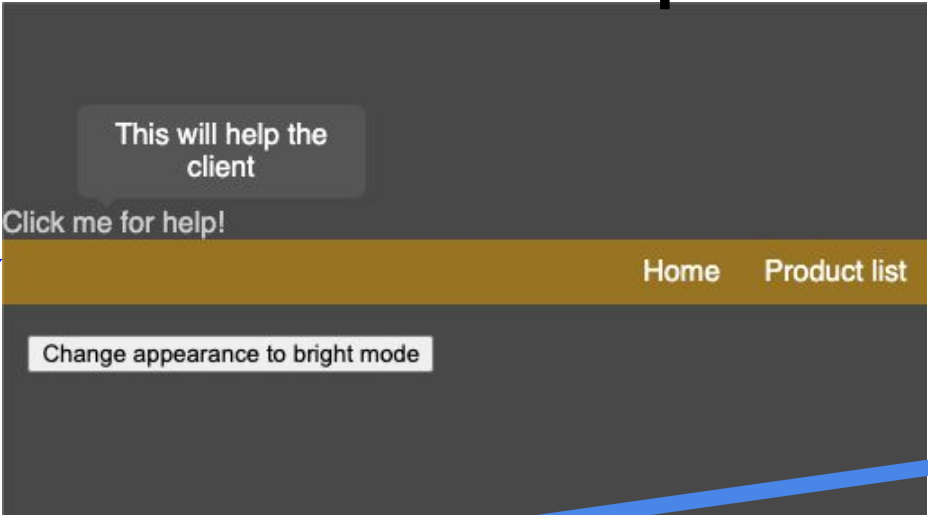 This will help the
client
Click me for help!
Home Product list
Change appearance to bright mode